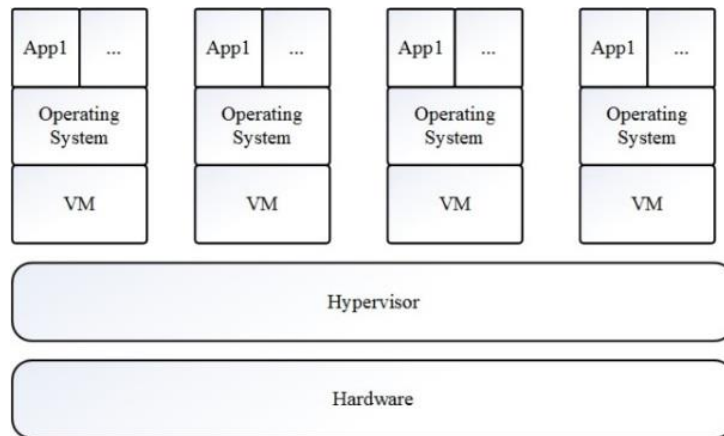 App1 ... App1 ... App1 ... App1 ...
Operating Operating Operating Operating
System System System System
VM VM VM VM
Hypervisor
Hardware